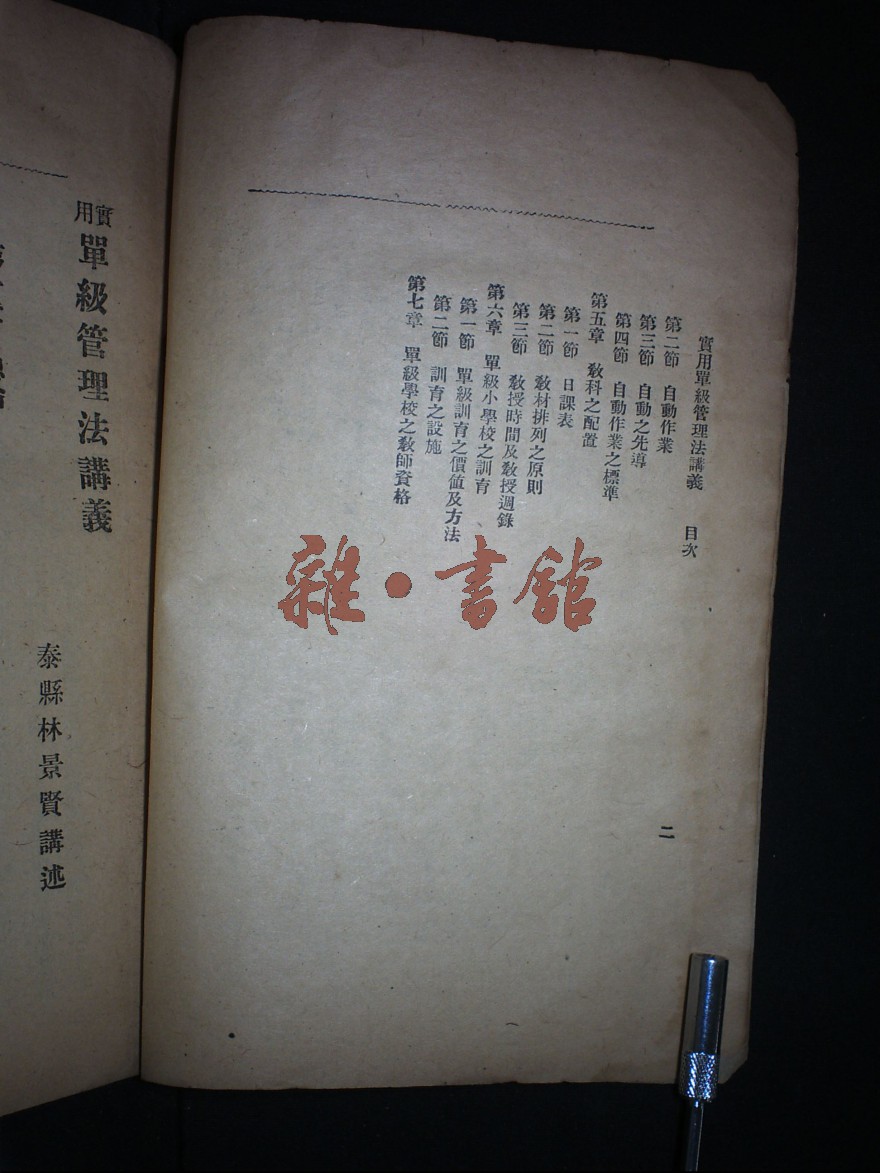 實用單級管理法講義 目次
第二節 自動作業
第三節 自動之先導
第四節 自動作業之標準
第五章 教科之配置
第一節 日課表
第二節 教材排列之原則
第三節 教授時間及教授週錄
第六章 單級小學校之訓育
第一節 單級訓育之價值及方法
第二節 訓育之設施
第七章 單級學校之教師資格
二
雜·書館
實用 單級管理法講義
泰縣林景賢講述